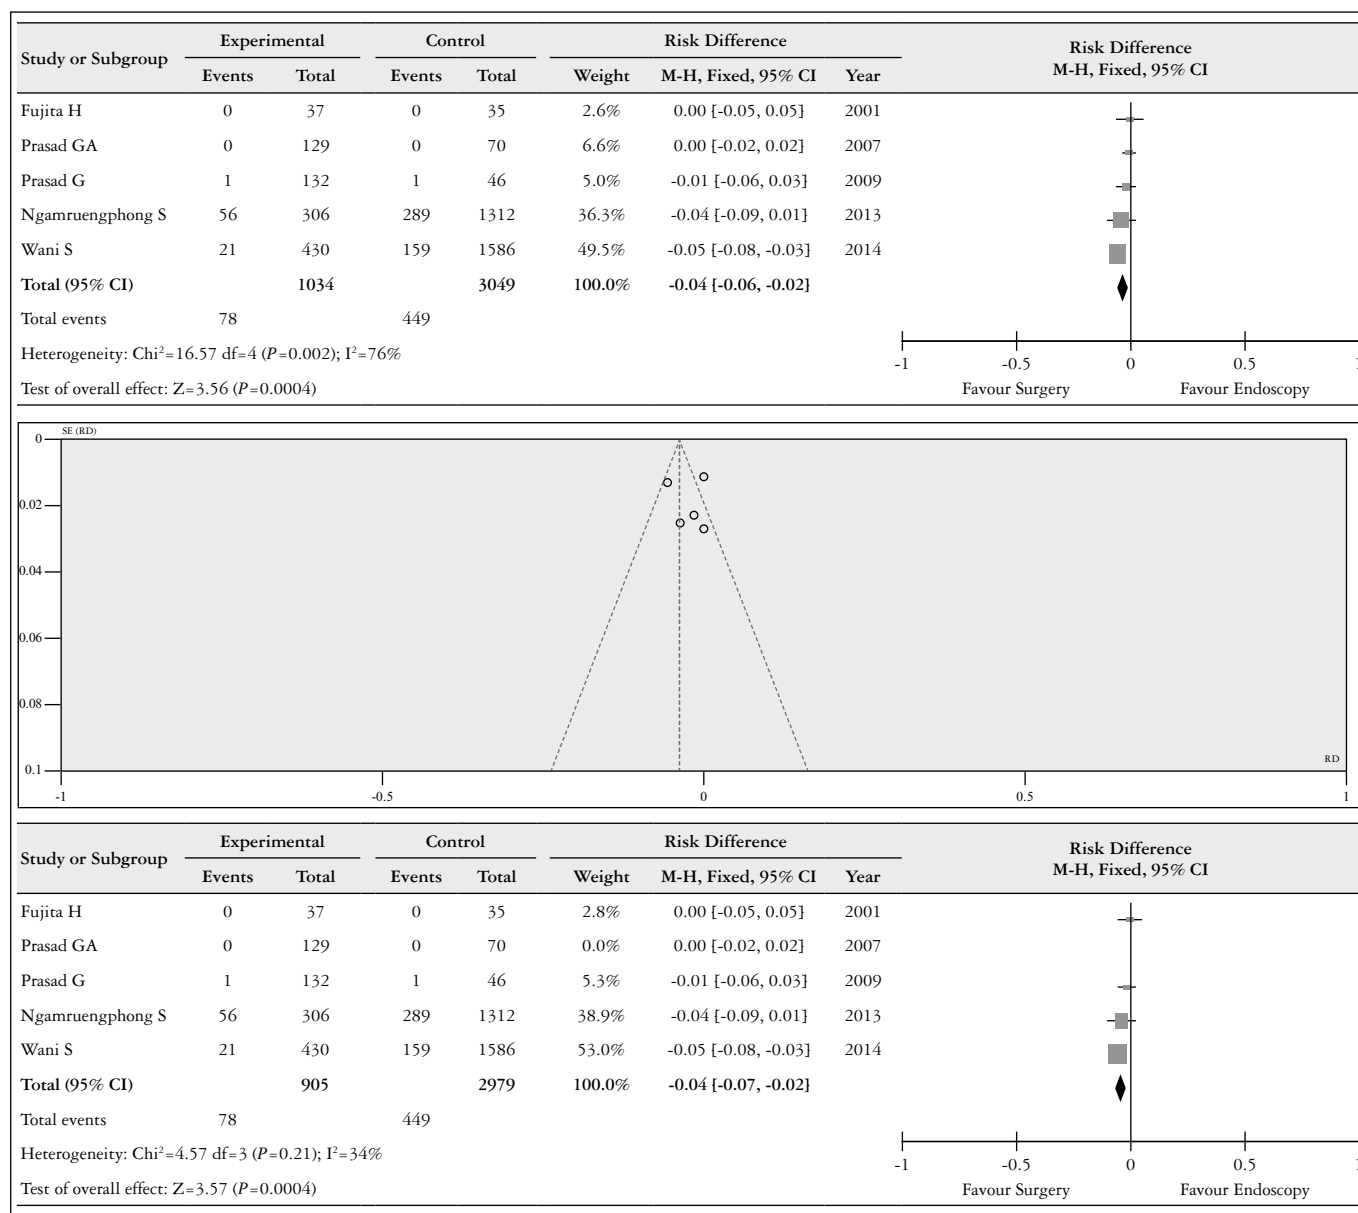 Study or Subgroup Experimental Control Risk Difference Risk Difference
Events Total Events Total Weight M-H, Fixed, 95% CI Year M-H, Fixed, 95% CI
Fujita H 0 37 0 35 2.6% 0.00 [-0.05, 0.05] 2001
Prasad GA 0 129 0 70 6.6% 0.00 [-0.02, 0.02] 2007
Prasad G 1 132 1 46 5.0% -0.01 [-0.06, 0.03] 2009
Ngamruengphong S 56 306 289 1312 36.3% -0.04 [-0.09, 0.01] 2013
Wani S 21 430 159 1586 49.5% -0.05 [-0.08, -0.03] 2014
Total (95% CI) 1034 3049 100.0% -0.04 [-0.06, -0.02]
Total events 78 449
Heterogeneity: Chi²=16.57 df=4 (P=0.002); I²=76%
-1 -0.5 0 0.5 1
Test of overall effect: Z=3.56 (P=0.0004) Favour Surgery Favour Endoscopy
SE (RD)
0
0.02
0.04
0.06
0.08
0.1
RD
-1 -0.5 0 0.5 1
Study or Subgroup Experimental Control Risk Difference Risk Difference
Events Total Events Total Weight M-H, Fixed, 95% CI Year M-H, Fixed, 95% CI
Fujita H 0 37 0 35 2.8% 0.00 [-0.05, 0.05] 2001
Prasad GA 0 129 0 70 0.0% 0.00 [-0.02, 0.02] 2007
Prasad G 1 132 1 46 5.3% -0.01 [-0.06, 0.03] 2009
Ngamruengphong S 56 306 289 1312 38.9% -0.04 [-0.09, 0.01] 2013
Wani S 21 430 159 1586 53.0% -0.05 [-0.08, -0.03] 2014
Total (95% CI) 905 2979 100.0% -0.04 [-0.07, -0.02]
Total events 78 449
Heterogeneity: Chi²=4.57 df=3 (P=0.21); I²=34%
-1 -0.5 0 0.5 1
Test of overall effect: Z=3.57 (P=0.0004) Favour Surgery Favour Endoscopy